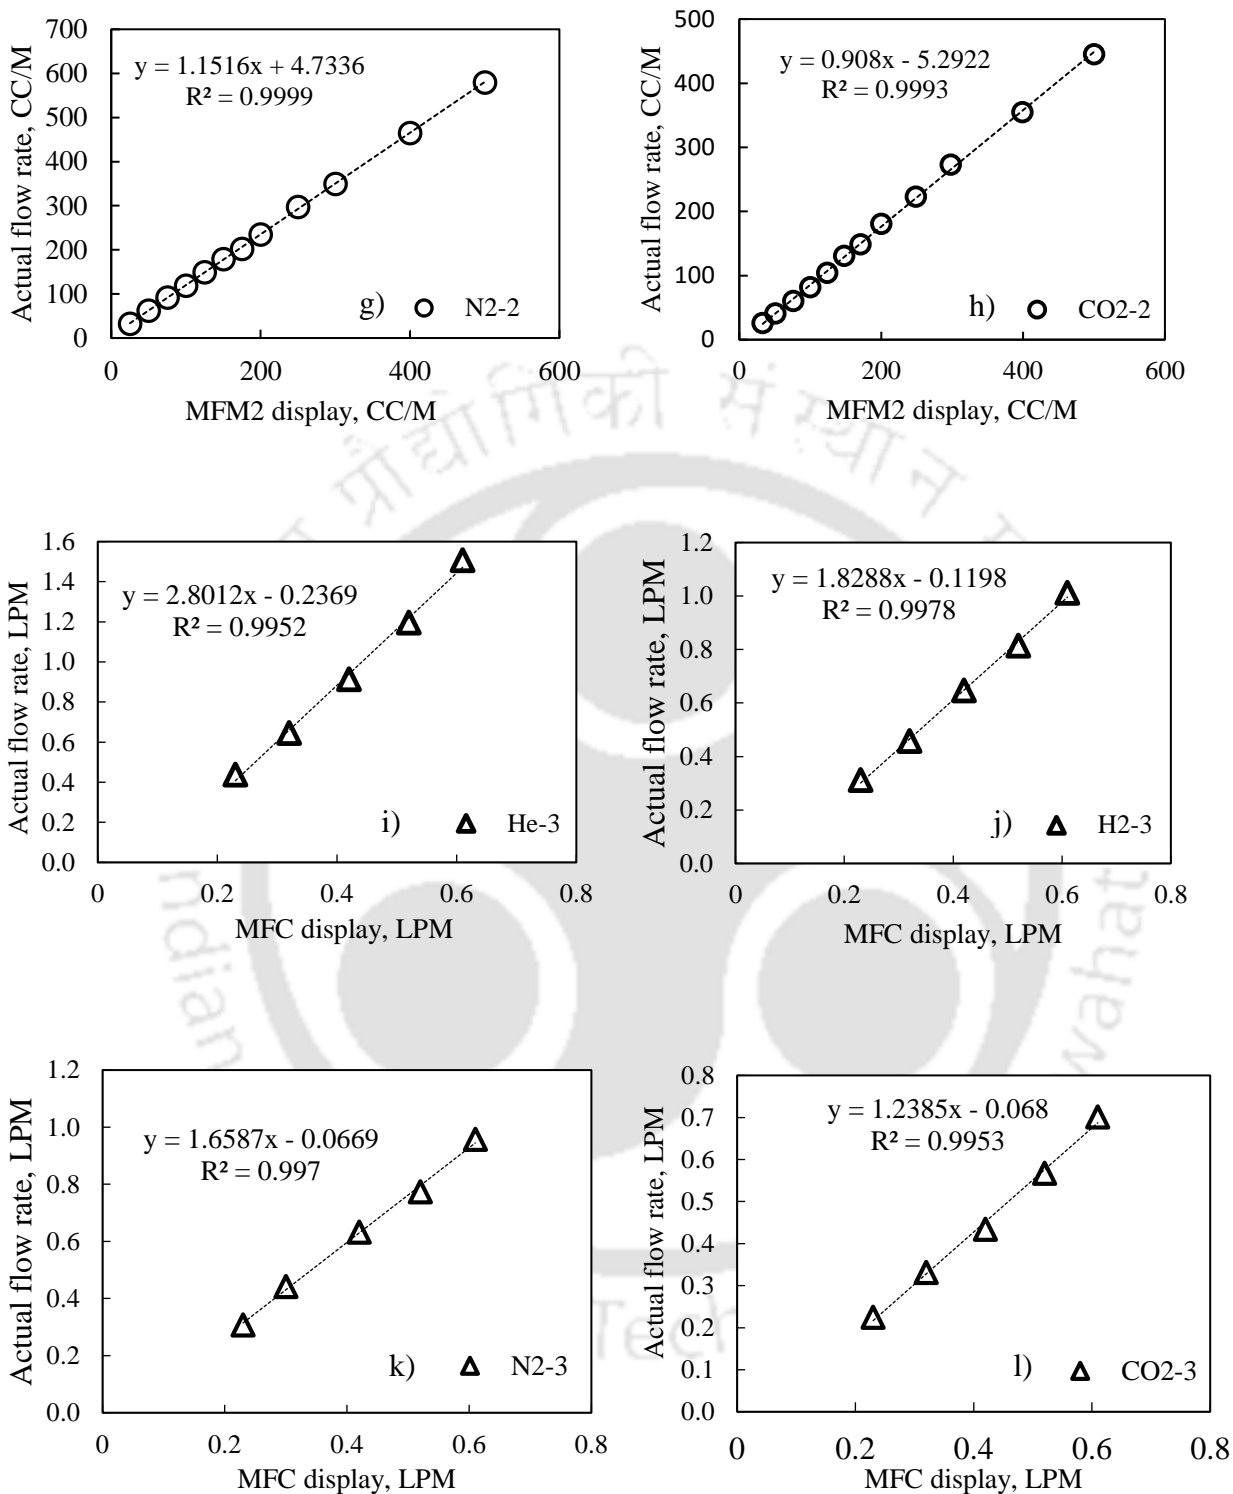 700
600
500
400
300
200
100
0
0 200 400 600
Actual flow rate, CC/M
MFM2 display, CC/M
y = 1.1516x + 4.7336
R² = 0.9999
g) N2-2
500
400
300
200
100
0
0 200 400 600
Actual flow rate, CC/M
MFM2 display, CC/M
y = 0.908x - 5.2922
R² = 0.9993
h) CO2-2
प्रौद्योगिकी संस्थान
1.6
1.4
1.2
1.0
0.8
0.6
0.4
0.2
0.0
0 0.2 0.4 0.6 0.8
Actual flow rate, LPM
MFC display, LPM
y = 2.8012x - 0.2369
R² = 0.9952
i) He-3
1.2
1.0
0.8
0.6
0.4
0.2
0.0
0 0.2 0.4 0.6 0.8
Actual flow rate, LPM
MFC display, LPM
y = 1.8288x - 0.1198
R² = 0.9978
j) H2-3
Indian
wahat
1.2
1.0
0.8
0.6
0.4
0.2
0.0
0 0.2 0.4 0.6 0.8
Actual flow rate, LPM
MFC display, LPM
y = 1.6587x - 0.0669
R² = 0.997
k) N2-3
Tech
0.8
0.7
0.6
0.5
0.4
0.3
0.2
0.1
0.0
0 0.2 0.4 0.6 0.8
Actual flow rate, LPM
MFC display, LPM
y = 1.2385x - 0.068
R² = 0.9953
l) CO2-3